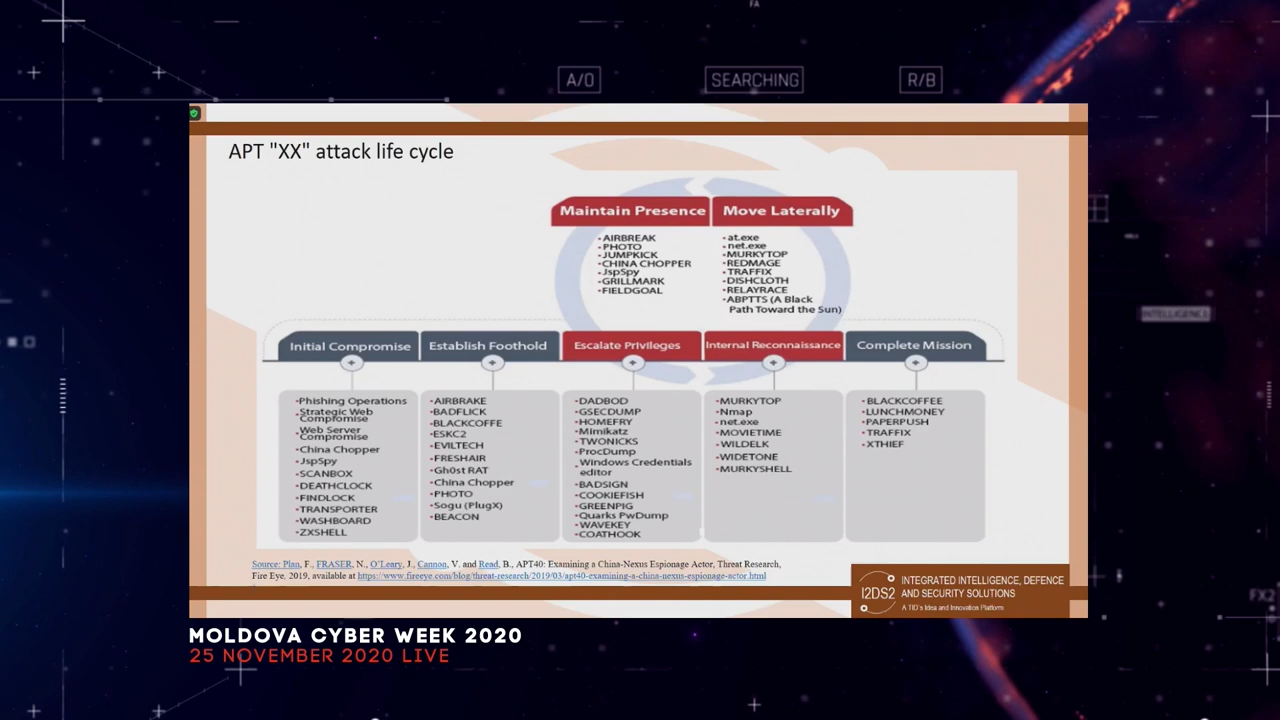 FA
A/0
SEARCHING
R/B
APT "XX" attack life cycle
Maintain Presence
Move Laterally
•AIRBREAK
•PHOTO
•JUMPKICK
•CHINA CHOPPER
•JspSpy
•GRILLMARK
•FIELDGOAL
•at.exe
•net.exe
•MURKYTOP
•REDMAGE
•TRAFFIX
•DISHCLOTH
•RELAYRACE
•ABPTTS (A Black
Path Toward the Sun)
Initial Compromise
Establish Foothold
Escalate Privileges
Internal Reconnaissance
Complete Mission
•Phishing Operations
•Strategic Web
Compromise
•Web Server
Compromise
•China Chopper
•JspSpy
•SCANBOX
•DEATHCLOCK
•FINDLOCK
•TRANSPORTER
•WASHBOARD
•ZXSHELL
•AIRBRAKE
•BADFLICK
•BLACKCOFFE
•ESKC2
•EVILTECH
•FRESHAIR
•Gh0st RAT
•China Chopper
•PHOTO
•Sogu (PlugX)
•BEACON
•DADBOD
•GSECDUMP
•HOMEFRY
•Mimikatz
•TWONICKS
•ProcDump
•Windows Credentials
editor
•BADSIGN
•COOKIEFISH
•GREENPIG
•Quarks PwDump
•WAVEKEY
•COATHOOK
•MURKYTOP
•Nmap
•net.exe
•MOVIETIME
•WILDELK
•WIDETONE
•MURKYSHELL
•BLACKCOFFEE
•LUNCHMONEY
•PAPERPUSH
•TRAFFIX
•XTHIEF
Source: Plan, F., FRASER, N., O'Leary, J., Cannon, V. and Read, B., APT40: Examining a China-Nexus Espionage Actor, Threat Research,
Fire Eye, 2019, available at https://www.fireeye.com/blog/threat-research/2019/03/apt40-examining-a-china-nexus-espionage-actor.html
I2DS2
INTEGRATED INTELLIGENCE, DEFENCE
AND SECURITY SOLUTIONS
A TID's Idea and Innovation Platform
FX2
MOLDOVA CYBER WEEK 2020
25 NOVEMBER 2020 LIVE